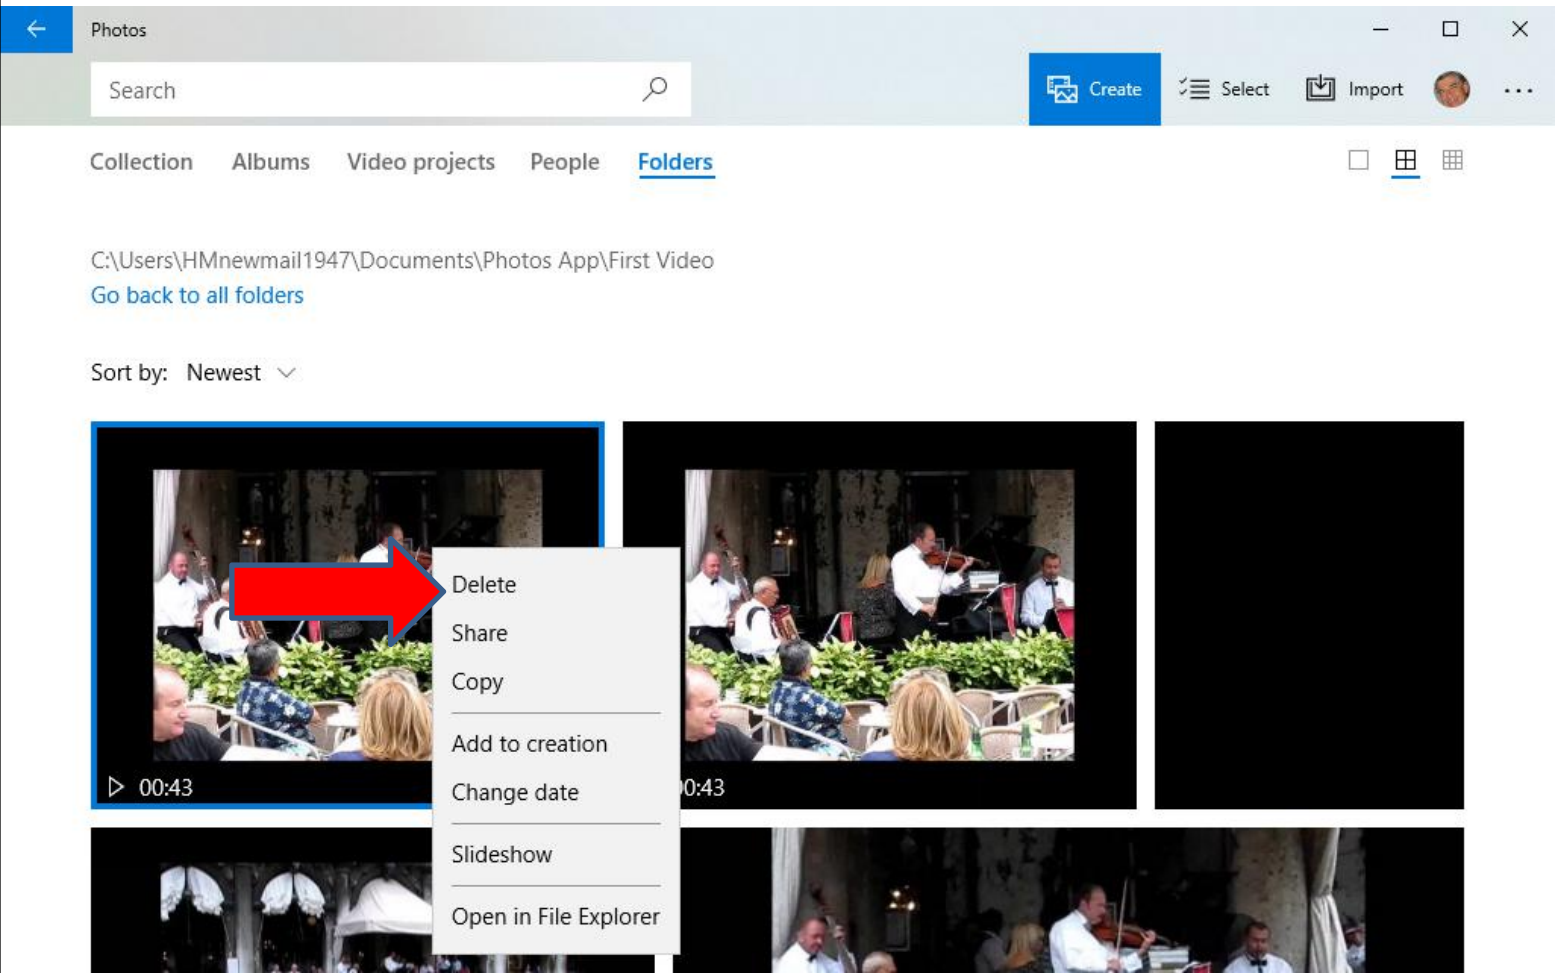 Photos
Search
Create
Select
Import
Collection
Albums
Video projects
People
Folders
C:\Users\HMnewmail1947\Documents\Photos App\First Video
Go back to all folders
Sort by: Newest
Delete
Share
Copy
Add to creation
Change date
Slideshow
Open in File Explorer
00:43
0:43